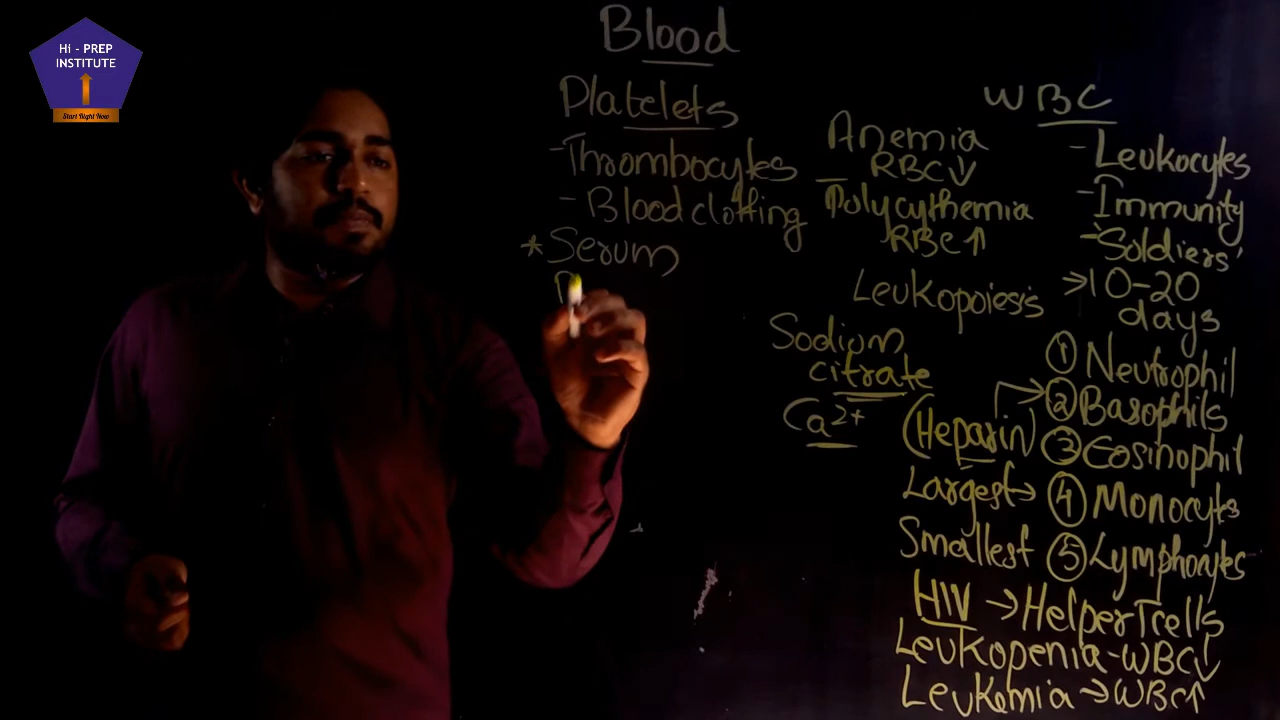 Hi - PREP
INSTITUTE
Start Right Now
Blood
Platelets
-Thrombocytes
- Blood clotting
*Serum
P
Anemia
RBC↓
Polycythemia
RBC↑
Leukopoiesis
Sodium
citrate
Ca²⁺
(Heparin)
WBC
- Leukocytes
- Immunity
- Soldiers'
→10-20
days
① Neutrophil
② Basophils
③ Eosinophil
Largest→ ④ Monocytes
Smallest ⑤ Lymphocytes
HIV → HelperTcells
Leukopenia-WBC↓
Leukemia →WBC↑